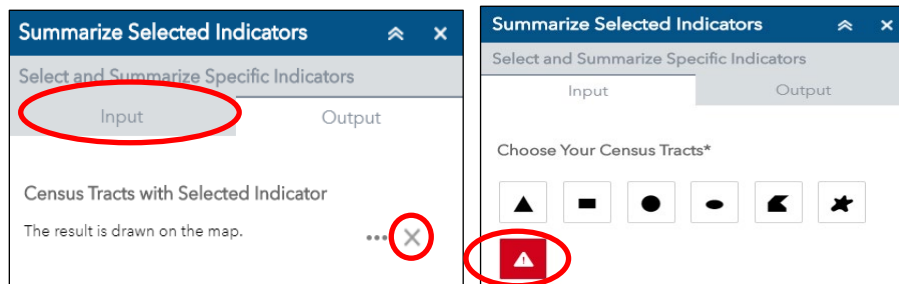 Summarize Selected Indicators
Select and Summarize Specific Indicators
Input Output
Census Tracts with Selected Indicator
The result is drawn on the map.
Summarize Selected Indicators
Select and Summarize Specific Indicators
Input Output
Choose Your Census Tracts*